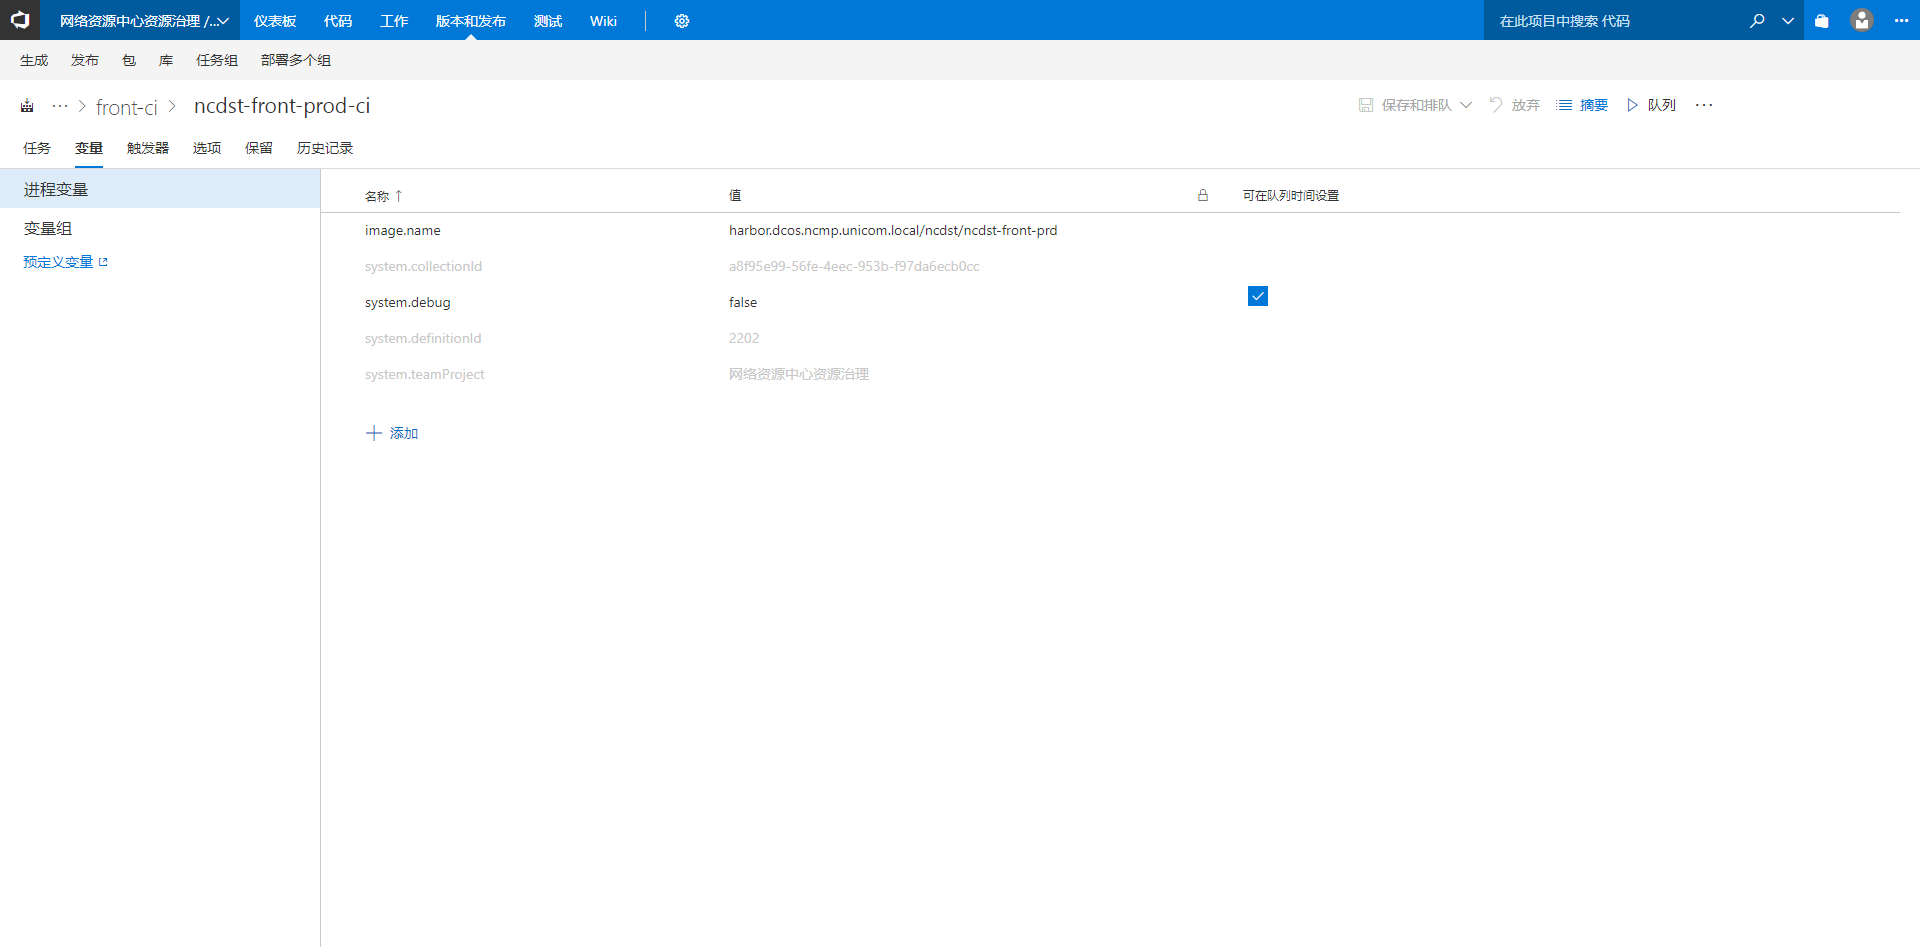 网络资源中心资源治理 /... 仪表板 代码 工作 版本和发布 测试 Wiki 在此项目中搜索 代码
生成 发布 包 库 任务组 部署多个组
... > front-ci > ncdst-front-prod-ci 保存和排队 放弃 摘要 队列 ...
任务 变量 触发器 选项 保留 历史记录
进程变量
变量组
预定义变量
名称 ↑ 值 可在队列时间设置
image.name harbor.dcos.ncmp.unicom.local/ncdst/ncdst-front-prd
system.collectionId a8f95e99-56fe-4eec-953b-f97da6ecb0cc
system.debug false
system.definitionId 2202
system.teamProject 网络资源中心资源治理
+ 添加